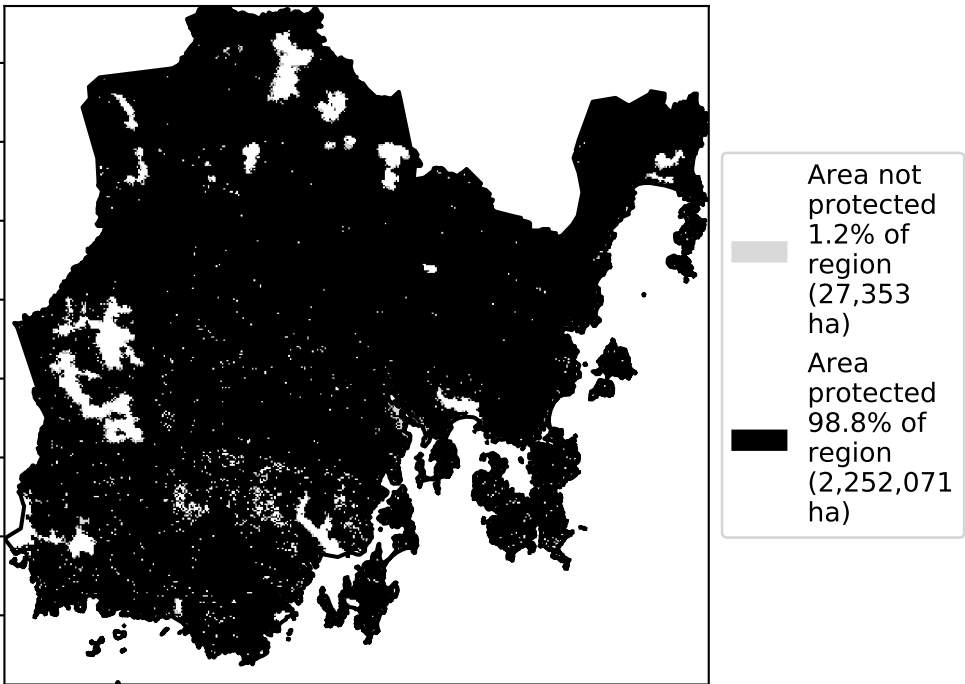 Area not
protected
1.2% of
region
(27,353
ha)
Area
protected
98.8% of
region
(2,252,071
ha)